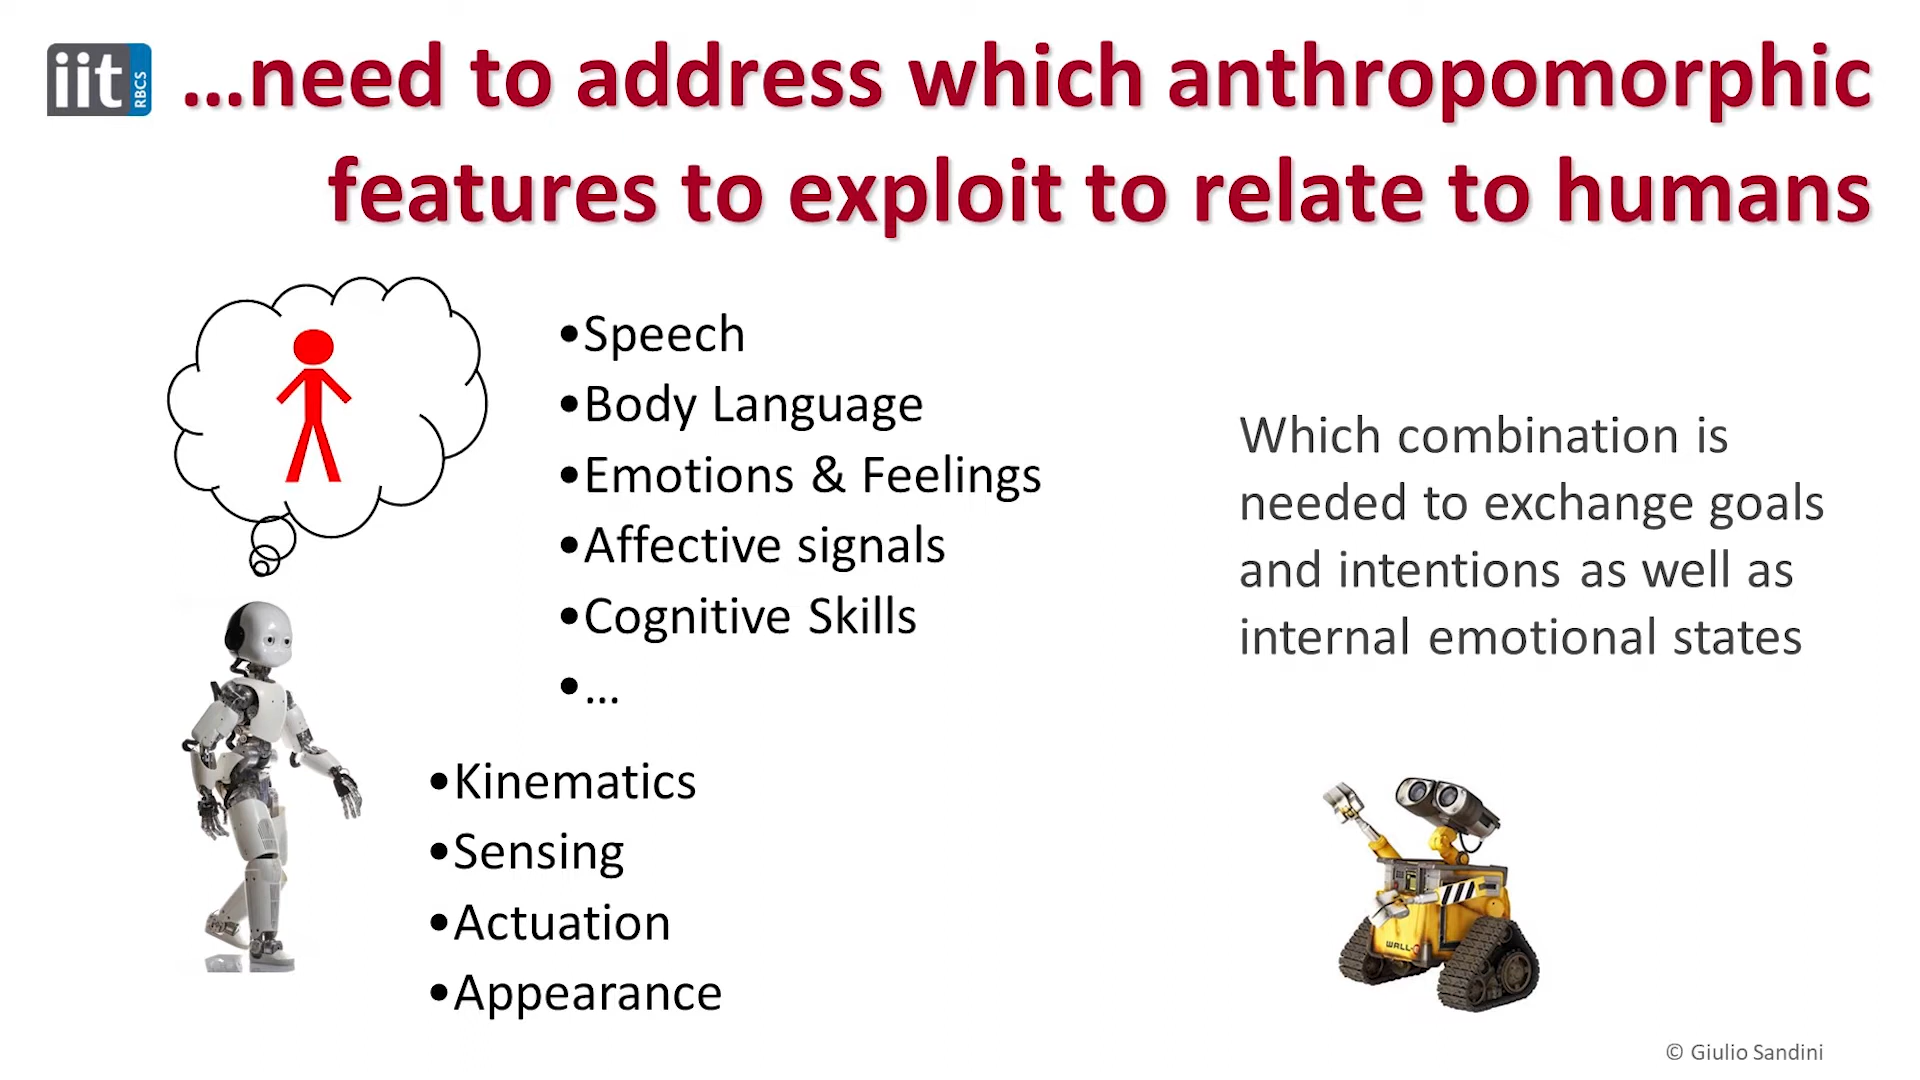 iit RBCS
...need to address which anthropomorphic
features to exploit to relate to humans
•Speech
•Body Language
•Emotions & Feelings
•Affective signals
•Cognitive Skills
•...
•Kinematics
•Sensing
•Actuation
•Appearance
Which combination is
needed to exchange goals
and intentions as well as
internal emotional states
WALL-E
© Giulio Sandini